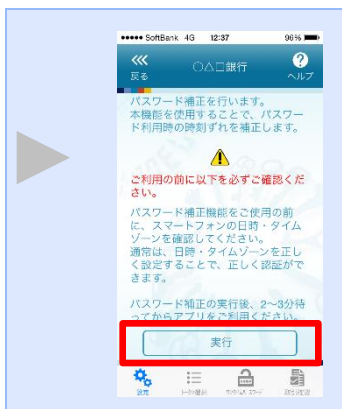 ●●●●● SoftBank 4G 12:37 96%
戻る ○△□銀行 ? ヘルプ
パスワード補正を行います。
本機能を使用することで、パスワー
ド利用時の時刻ずれを補正します。
ご利用の前に以下を必ずご確認くだ
さい。
パスワード補正機能をご使用の前
に、スマートフォンの日時・タイム
ゾーンを確認してください。
通常は、日時・タイムゾーンを正し
く設定することで、正しく認証がで
きます。
パスワード補正の実行後、2~3分待
ってからアプリをご利用ください。
実行
設定